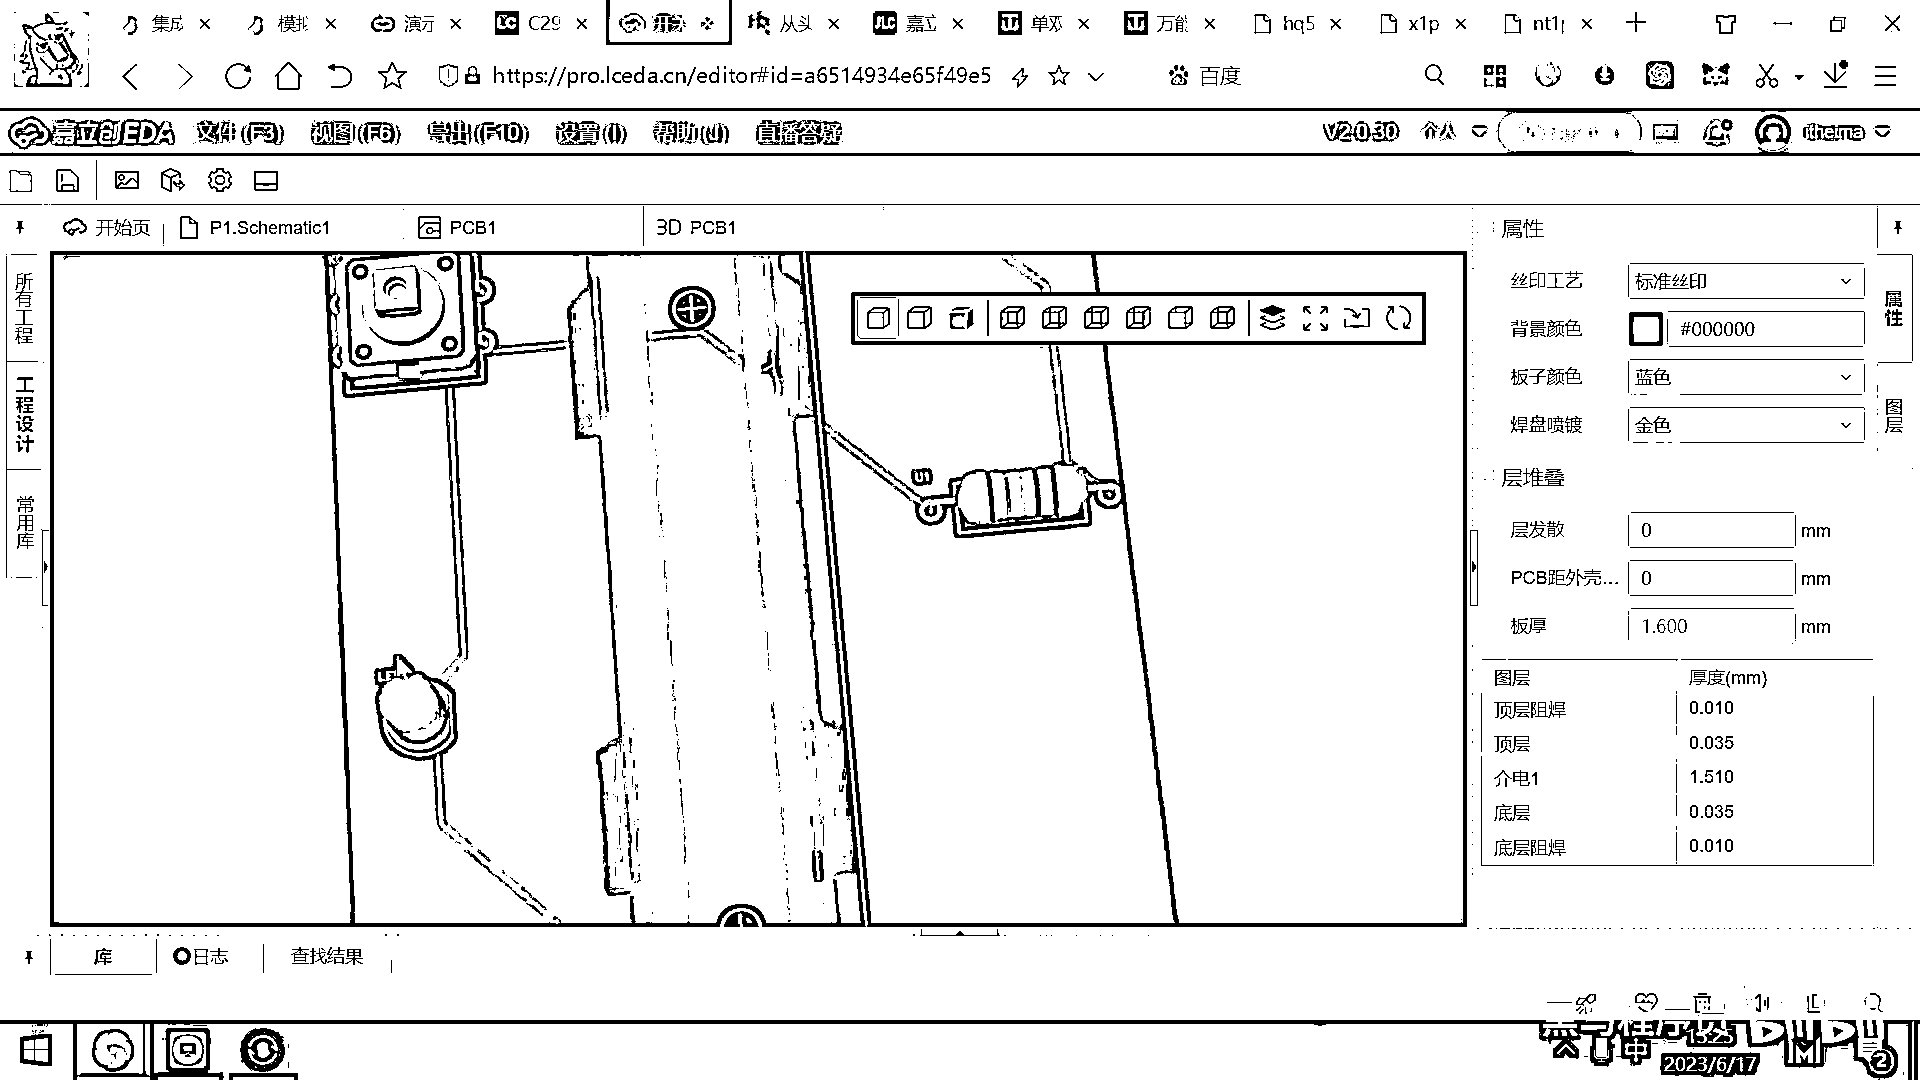 集成
模拟
演示
C29
开关
从头
嘉立
单双
万能
hq5
x1p
nt1
https://pro.lceda.cn/editor#id=a6514934e65f49e5
百度
嘉立创EDA
文件(F3)
视图(F6)
导出(F10)
设置(I)
帮助(J)
直播答疑
V2.0.30
个人
itheima
开始页
P1.Schematic1
PCB1
3D PCB1
所有工程
工程设计
常用库
属性
丝印工艺
标准丝印
背景颜色
#000000
板子颜色
蓝色
焊盘喷镀
金色
属性
图层
层堆叠
层发散
0
mm
PCB距外壳...
0
mm
板厚
1.600
mm
图层
厚度(mm)
顶层阻焊
0.010
顶层
0.035
介电1
1.510
底层
0.035
底层阻焊
0.010
库
日志
查找结果
中
15:25
2023/6/17
2